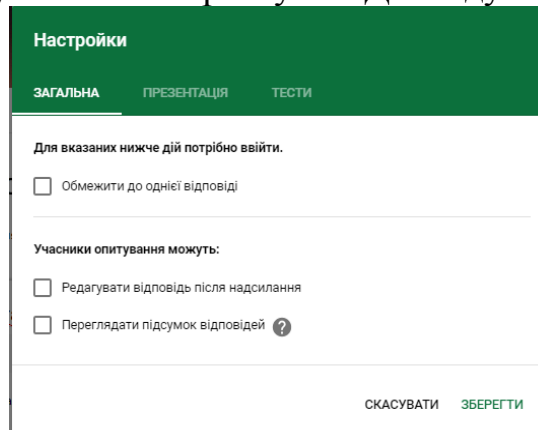 Настройки
ЗАГАЛЬНА ПРЕЗЕНТАЦІЯ ТЕСТИ
Для вказаних нижче дій потрібно ввійти.
Обмежити до однієї відповіді
Учасники опитування можуть:
Редагувати відповідь після надсилання
Переглядати підсумок відповідей ?
СКАСУВАТИ ЗБЕРЕГТИ